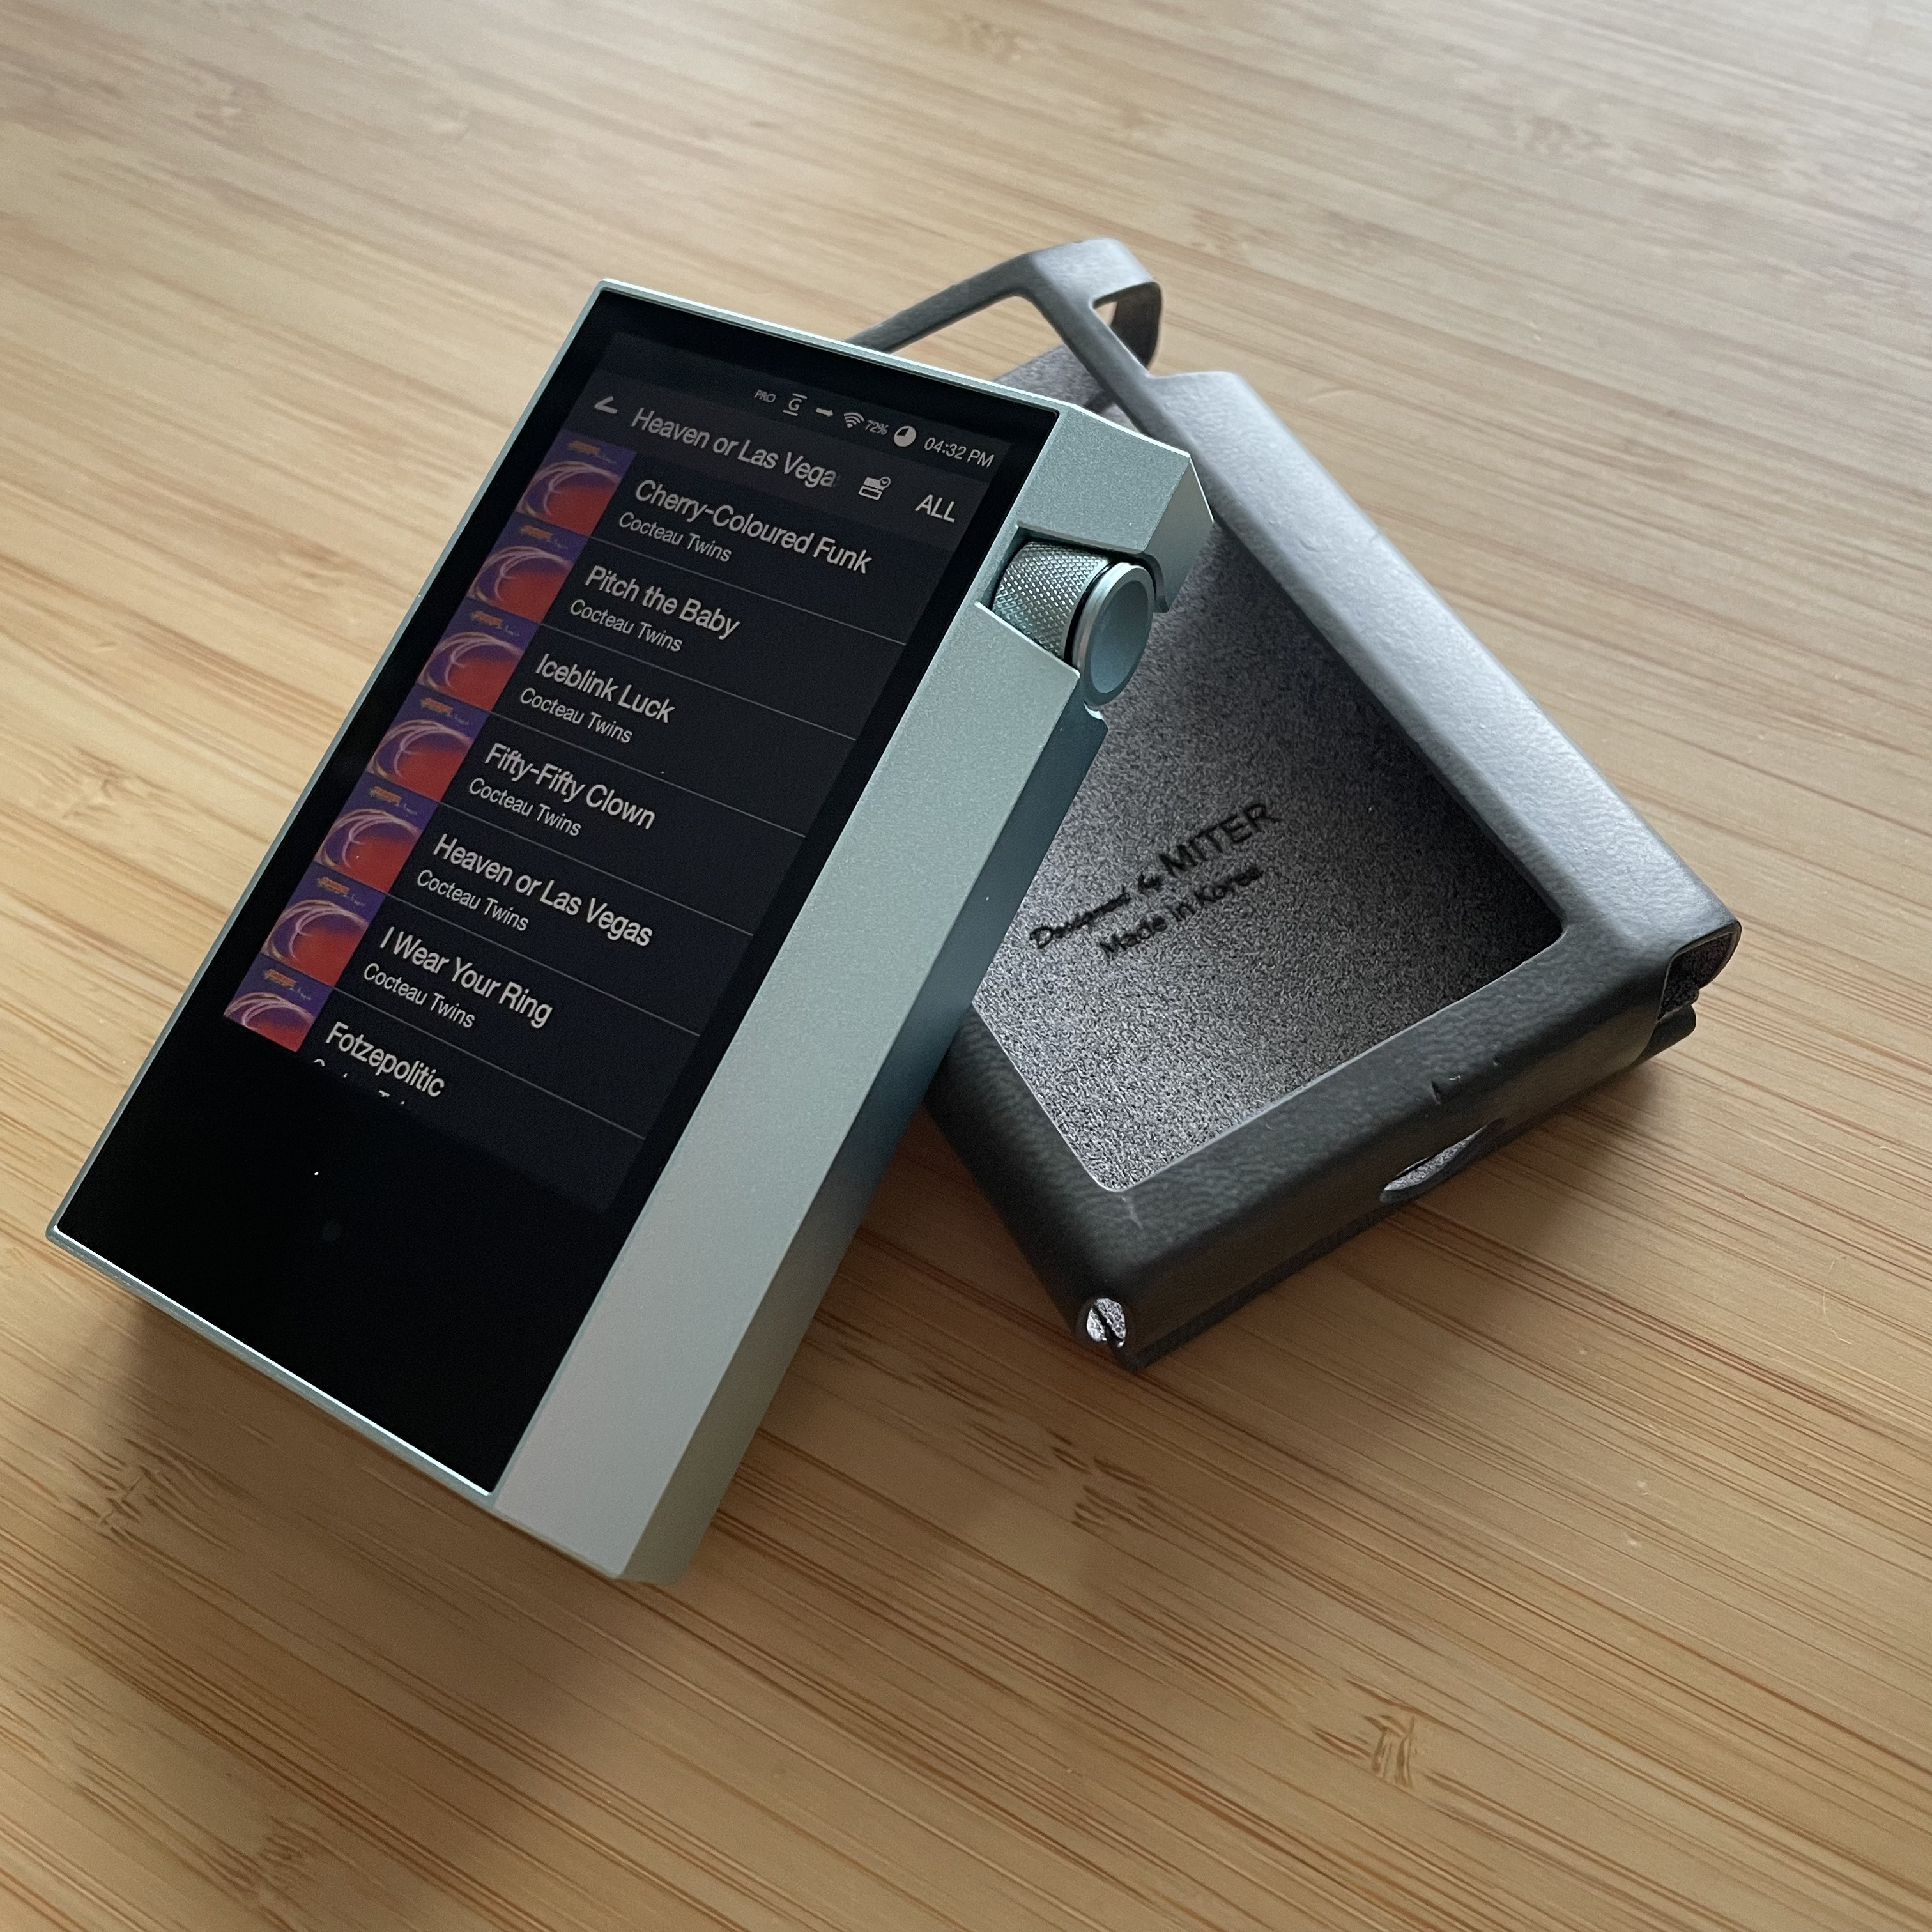 PRO G 72% 04:32 PM
Heaven or Las Vega
ALL
Cherry-Coloured Funk
Cocteau Twins
Pitch the Baby
Cocteau Twins
Iceblink Luck
Cocteau Twins
Fifty-Fifty Clown
Cocteau Twins
Heaven or Las Vegas
Cocteau Twins
I Wear Your Ring
Cocteau Twins
Fotzepolitic
Designed by MITER
Made in Korea